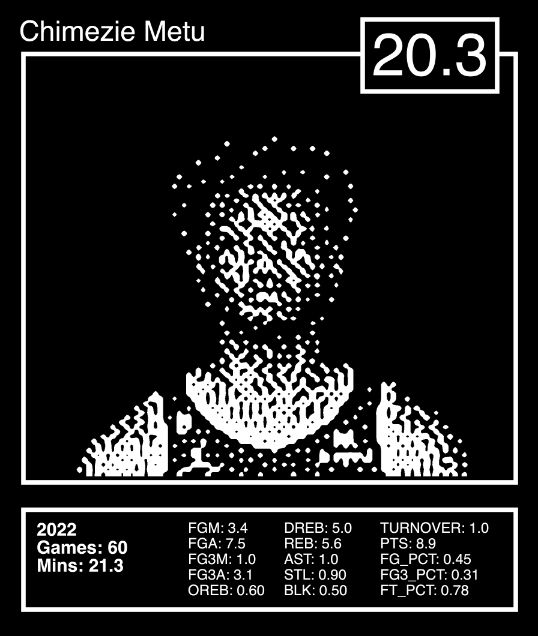 Chimezie Metu
20.3
2022
Games: 60
Mins: 21.3
FGM: 3.4
FGA: 7.5
FG3M: 1.0
FG3A: 3.1
OREB: 0.60
DREB: 5.0
REB: 5.6
AST: 1.0
STL: 0.90
BLK: 0.50
TURNOVER: 1.0
PTS: 8.9
FG_PCT: 0.45
FG3_PCT: 0.31
FT_PCT: 0.78